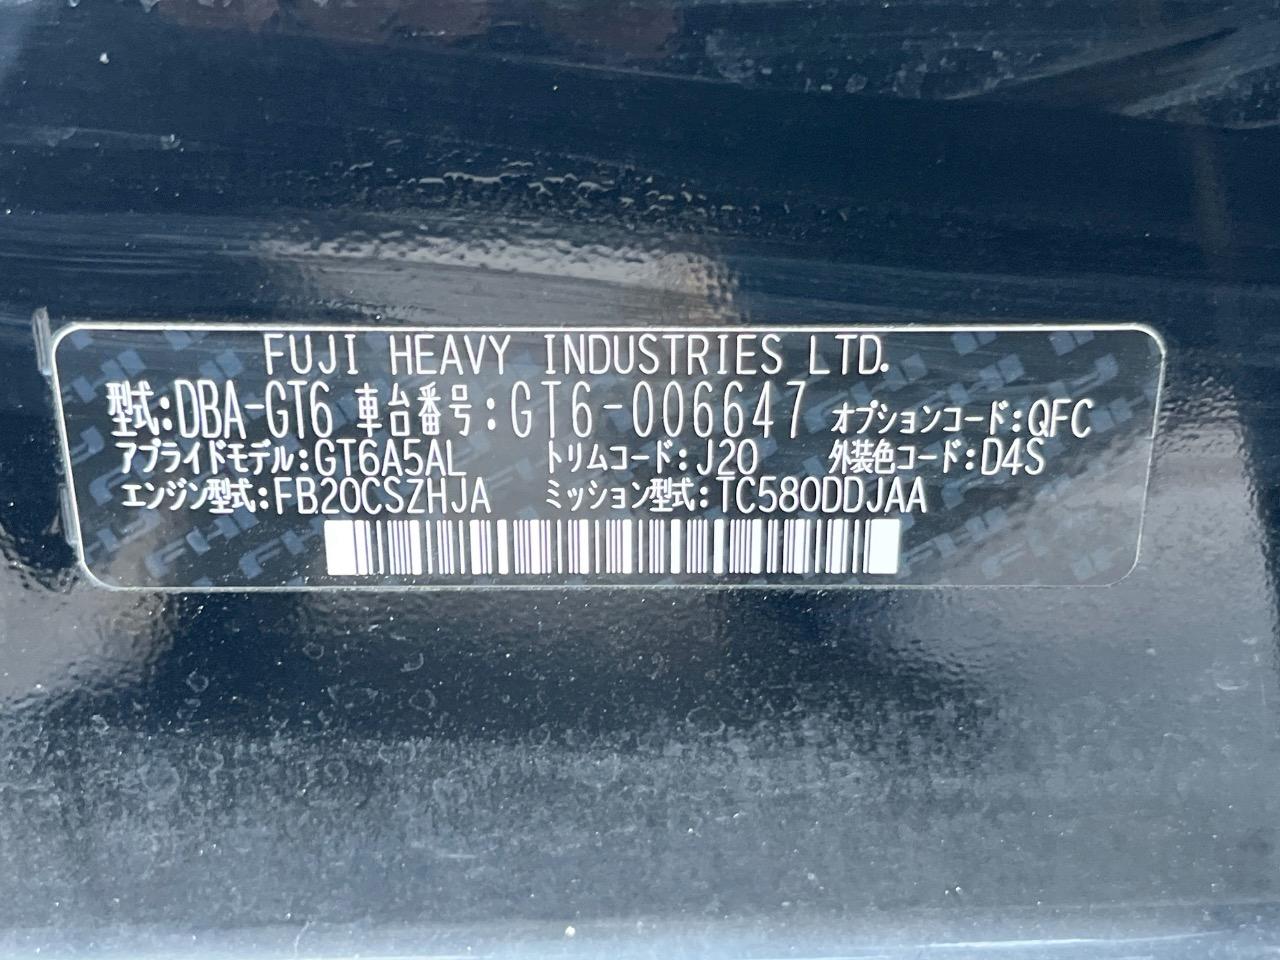 FUJI HEAVY INDUSTRIES LTD.
型式:DBA-GT6 車台番号:GT6-006647 オプションコード:QFC
アプライドモデル:GT6A5AL トリムコード:J20 外装色コード:D4S
エンジン型式:FB20CSZHJA ミッション型式:TC580DDJAA